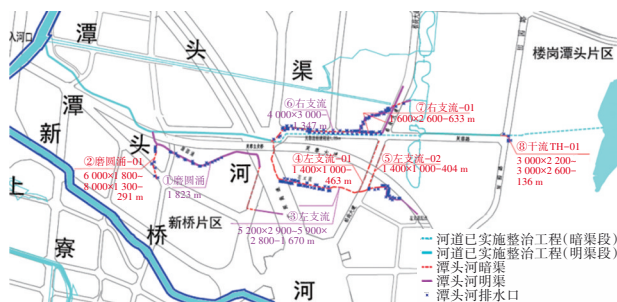 入河口
潭
头
渠
楼岗潭头片区
潭
头
河
新
桥
河
上
寮
新桥片区
⑥右支流
4 000×3 000-
1 347 m
⑦右支流-01
3 600×2 600-633 m
②磨圆涌-01
6 000×1 800-
8 000×1 300-
291 m
①磨圆涌
1 823 m
④左支流-01
1 400×1 000-
463 m
⑤左支流-02
1 400×1 000-404 m
⑧干流TH-01
3 000×2 200-
3 000×2 600-
136 m
③左支流
5 200×2 900-5 900×
2 800-1 670 m
河道已实施整治工程(暗渠段)
河道已实施整治工程(明渠段)
潭头河暗渠
潭头河明渠
潭头河排水口